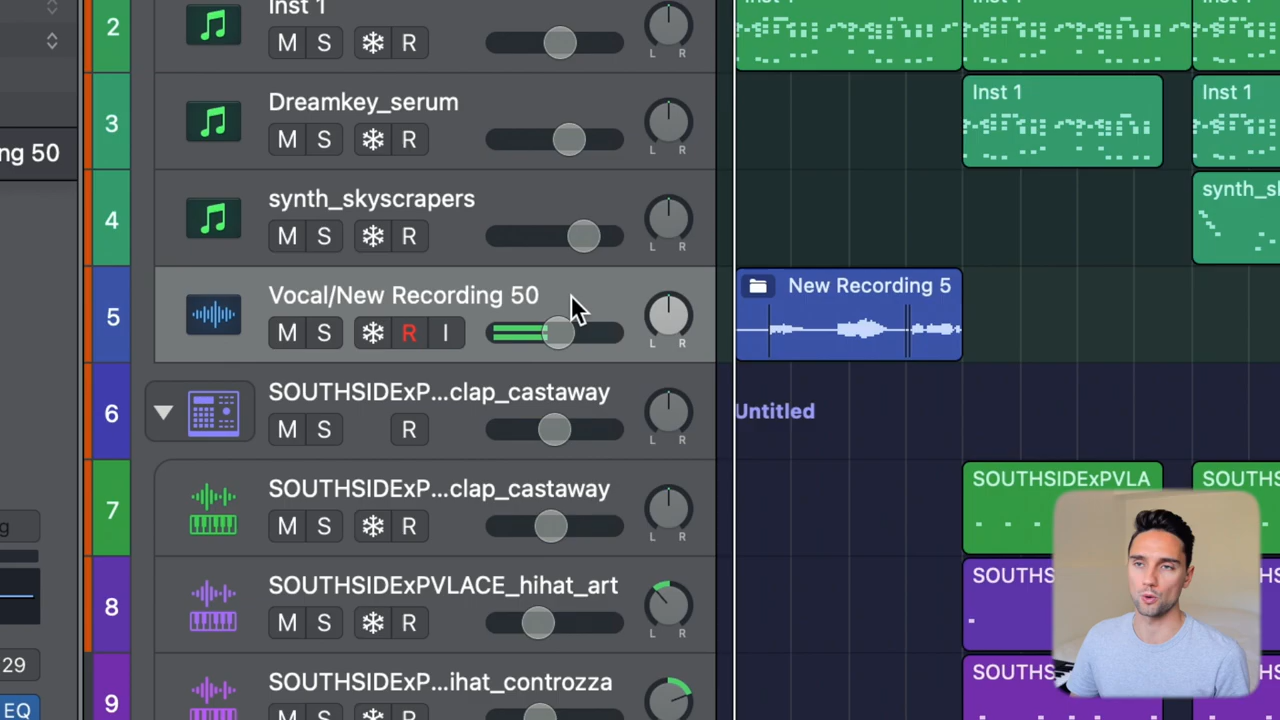 2
Inst 1
M S R
L R
Inst 1
ng 50
3
Dreamkey_serum
M S R
L R
Inst 1
Inst 1
4
synth_skyscrapers
M S R
L R
synth_sk
5
Vocal/New Recording 50
M S R I
L R
New Recording 5
6
SOUTHSIDExP...clap_castaway
M S R
L R
Untitled
7
SOUTHSIDExP...clap_castaway
M S R
L R
SOUTHSIDExPVLA
SOUTHS
g
8
SOUTHSIDExPVLACE_hihat_art
M S R
L R
SOUTHS
29
EQ
9
SOUTHSIDExP...ihat_controzza
M S R
SOUTHS